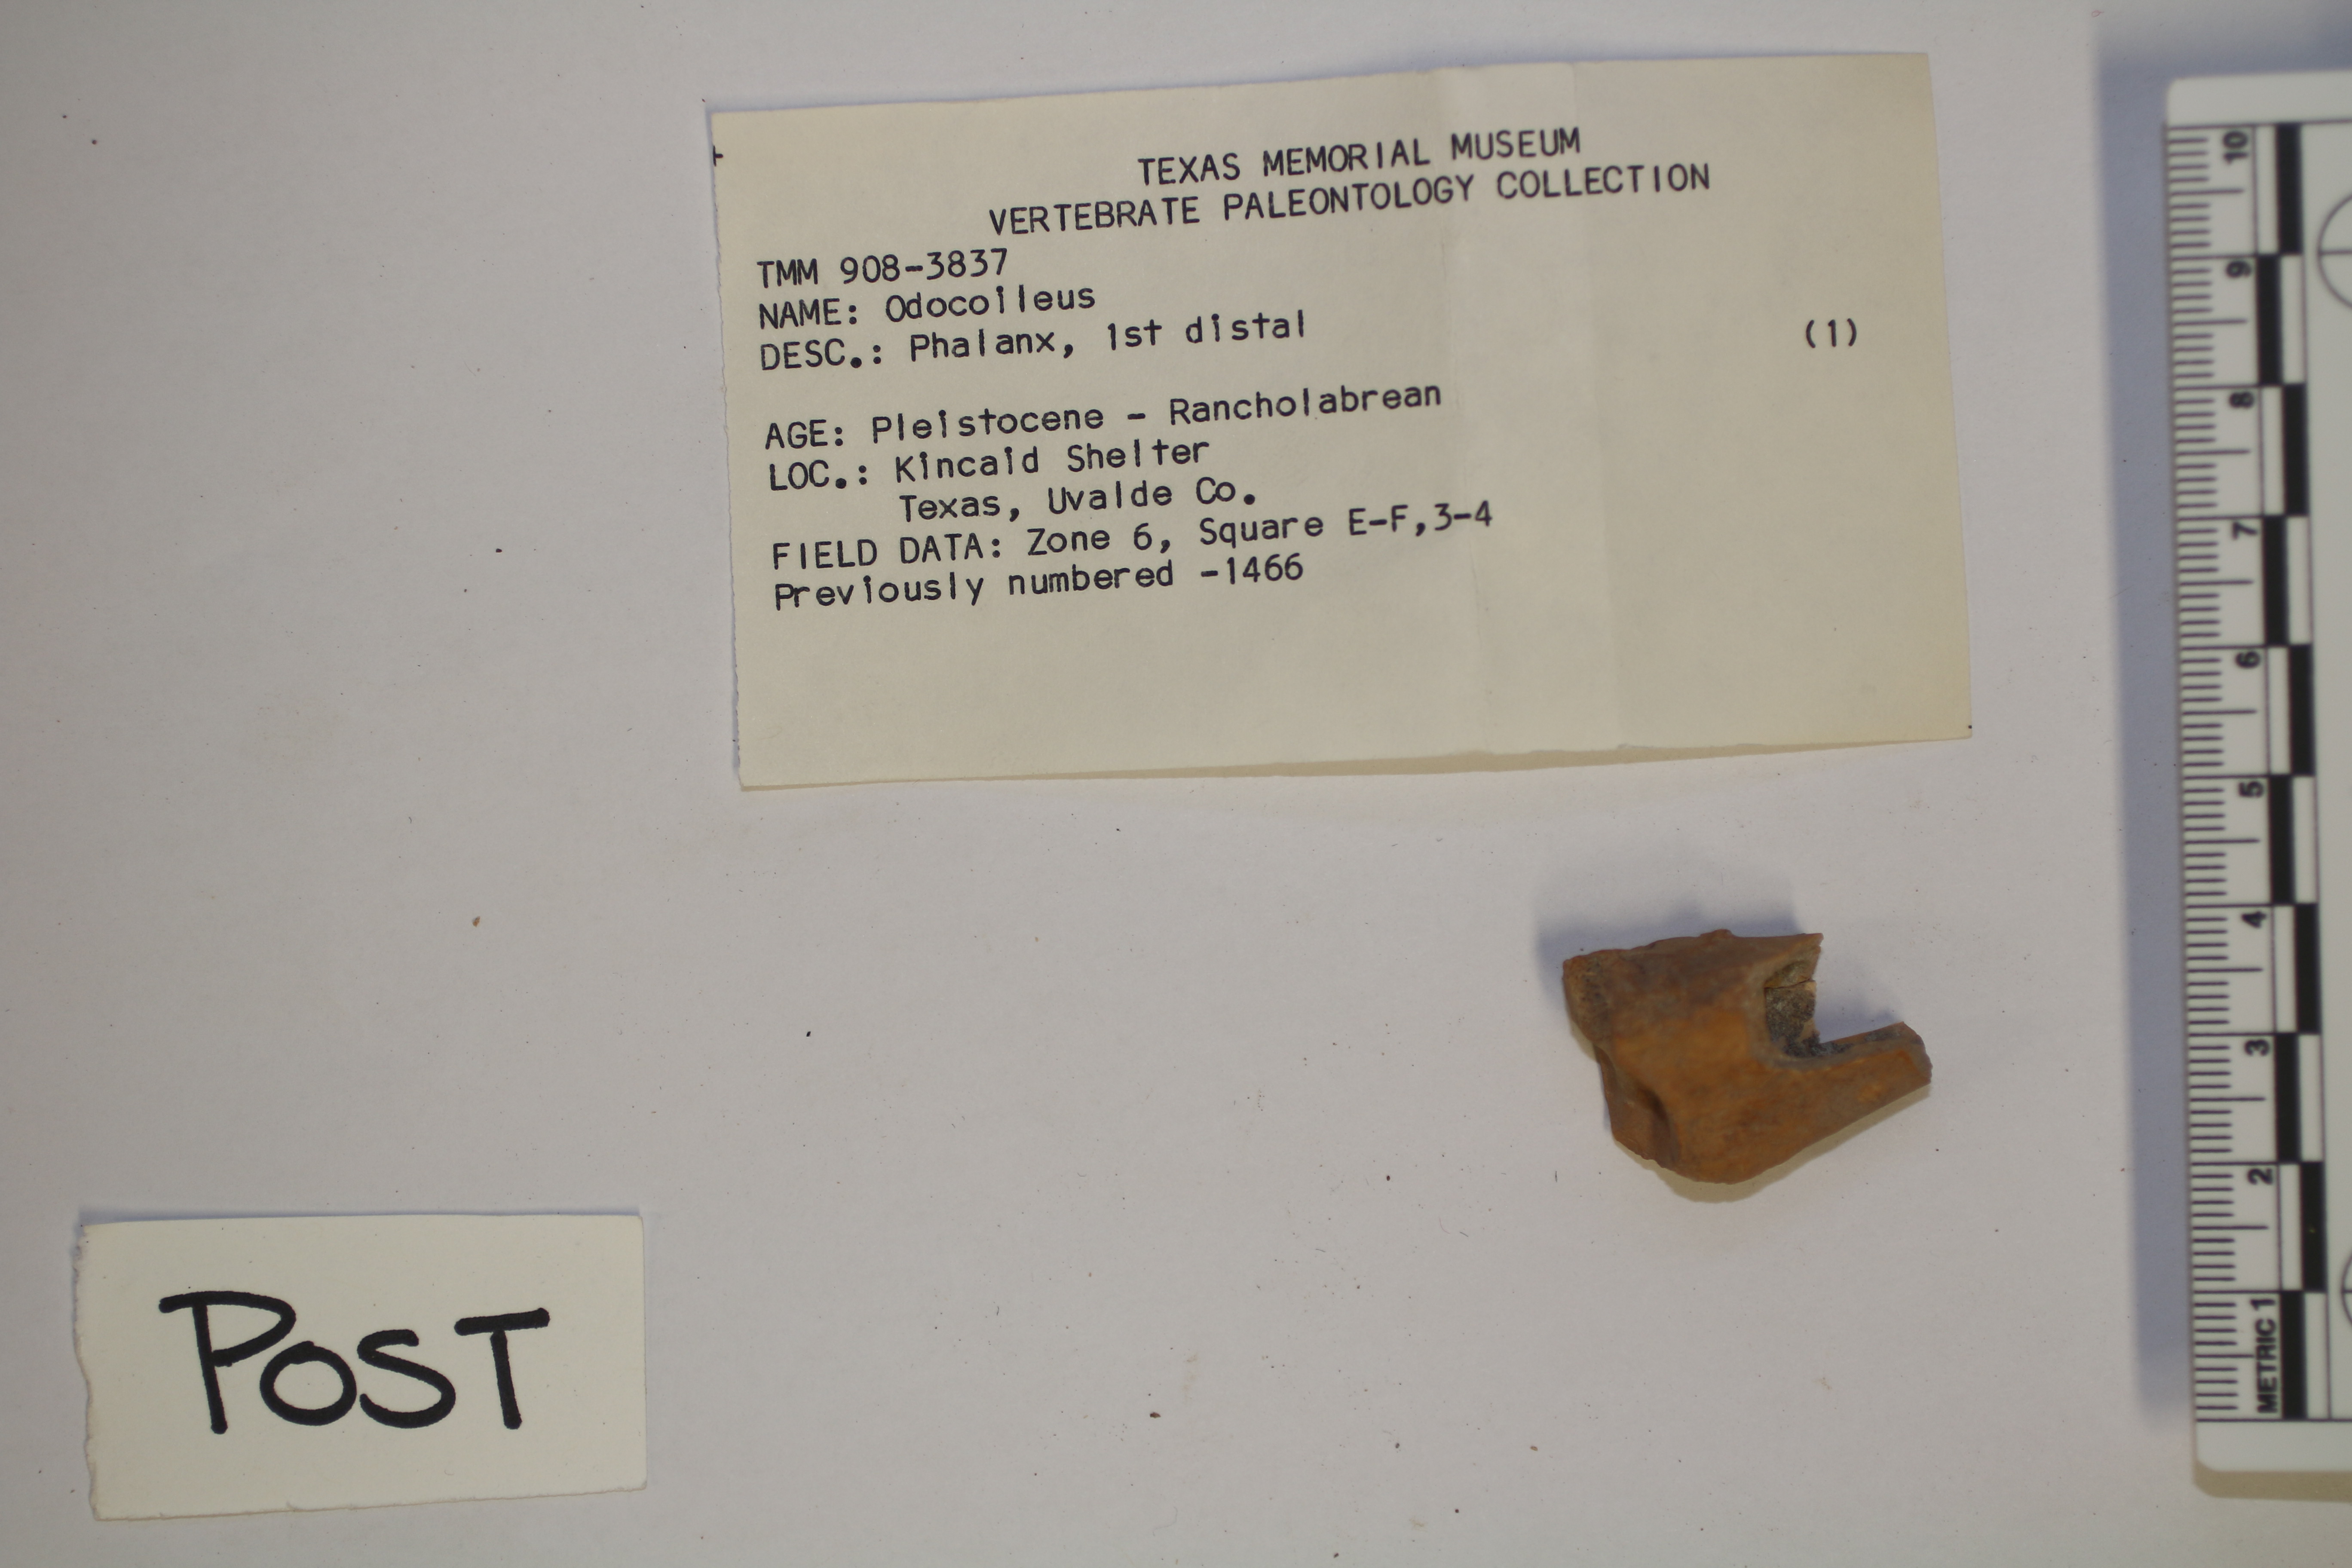 TEXAS MEMORIAL MUSEUM
VERTEBRATE PALEONTOLOGY COLLECTION
TMM 908-3837
NAME: Odocoileus
DESC.: Phalanx, 1st distal (1)
AGE: Pleistocene - Rancholabrean
LOC.: Kincaid Shelter
Texas, Uvalde Co.
FIELD DATA: Zone 6, Square E-F,3-4
Previously numbered -1466
POST
10
9
8
7
6
5
4
3
2
METRIC 1